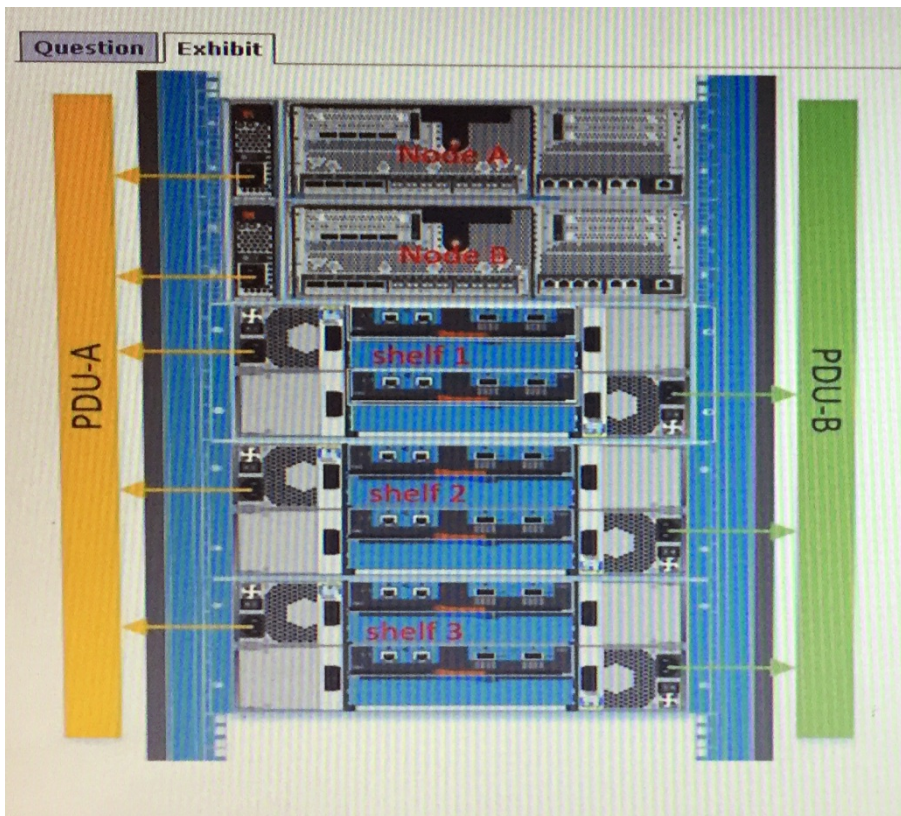 Question
Exhibit
Node A
Node B
PDU-A
PDU-B
shelf 1
shelf 2
shelf 3